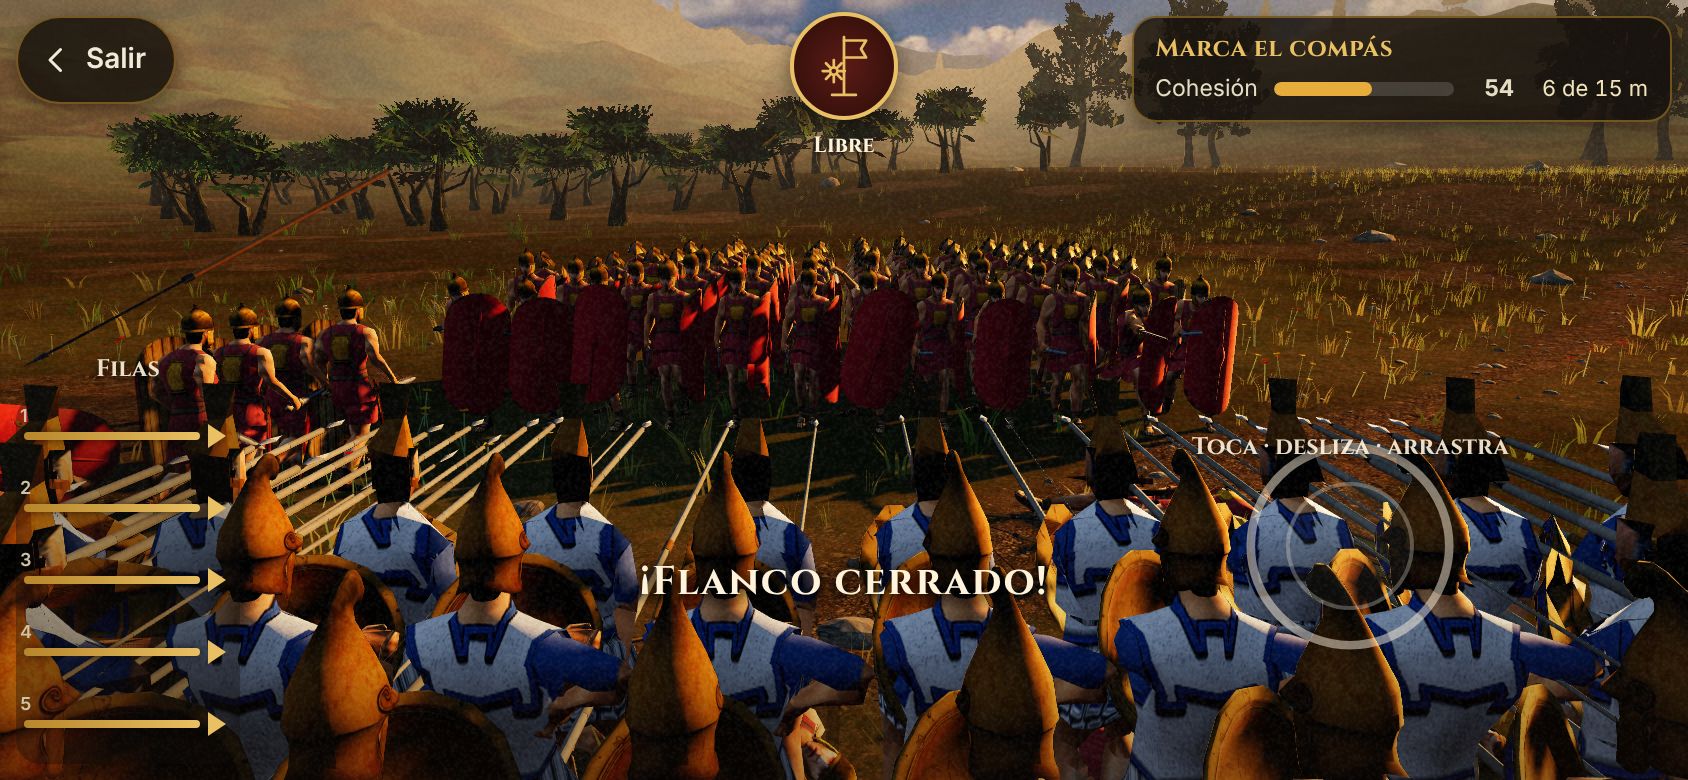 Salir
LIBRE
MARCA EL COMPÁS
Cohesión 54 6 de 15 m
FILAS
1
2
3
4
5
TOCA · DESLIZA · ARRASTRA
¡FLANCO CERRADO!